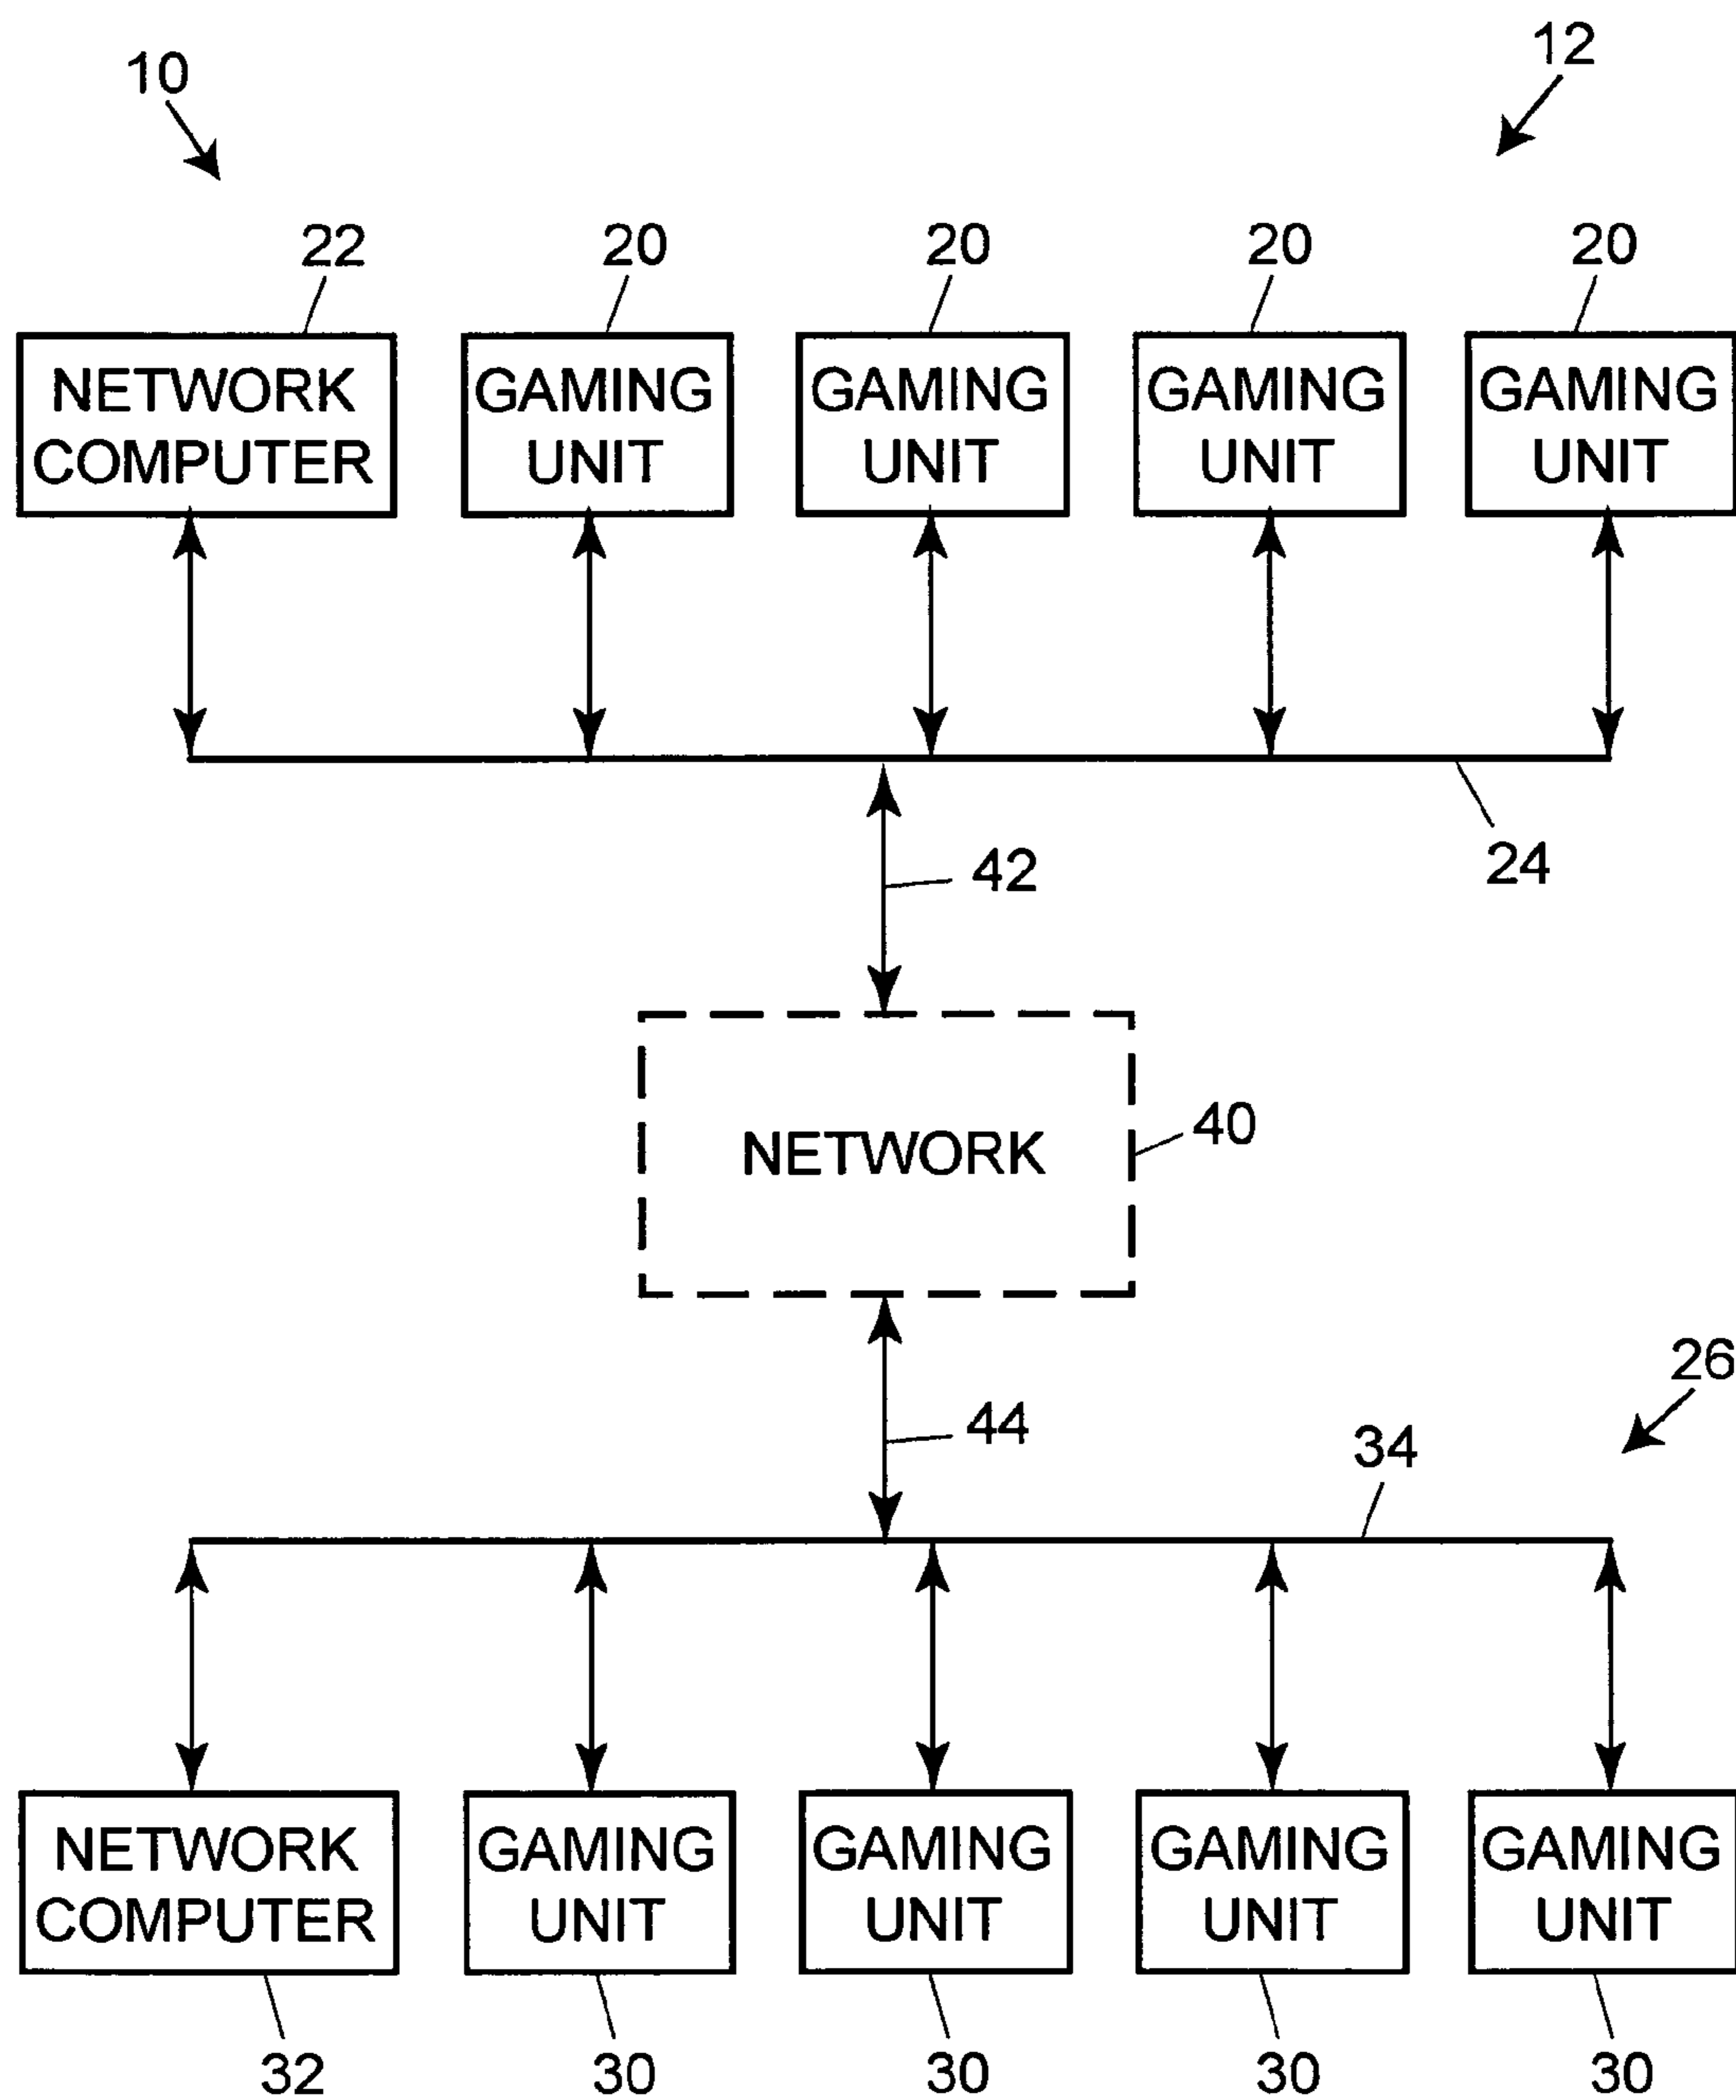 10
12
22
20
20
20
20
NETWORK
COMPUTER
GAMING
UNIT
GAMING
UNIT
GAMING
UNIT
GAMING
UNIT
24
42
NETWORK
40
26
44
34
NETWORK
COMPUTER
GAMING
UNIT
GAMING
UNIT
GAMING
UNIT
GAMING
UNIT
32
30
30
30
30